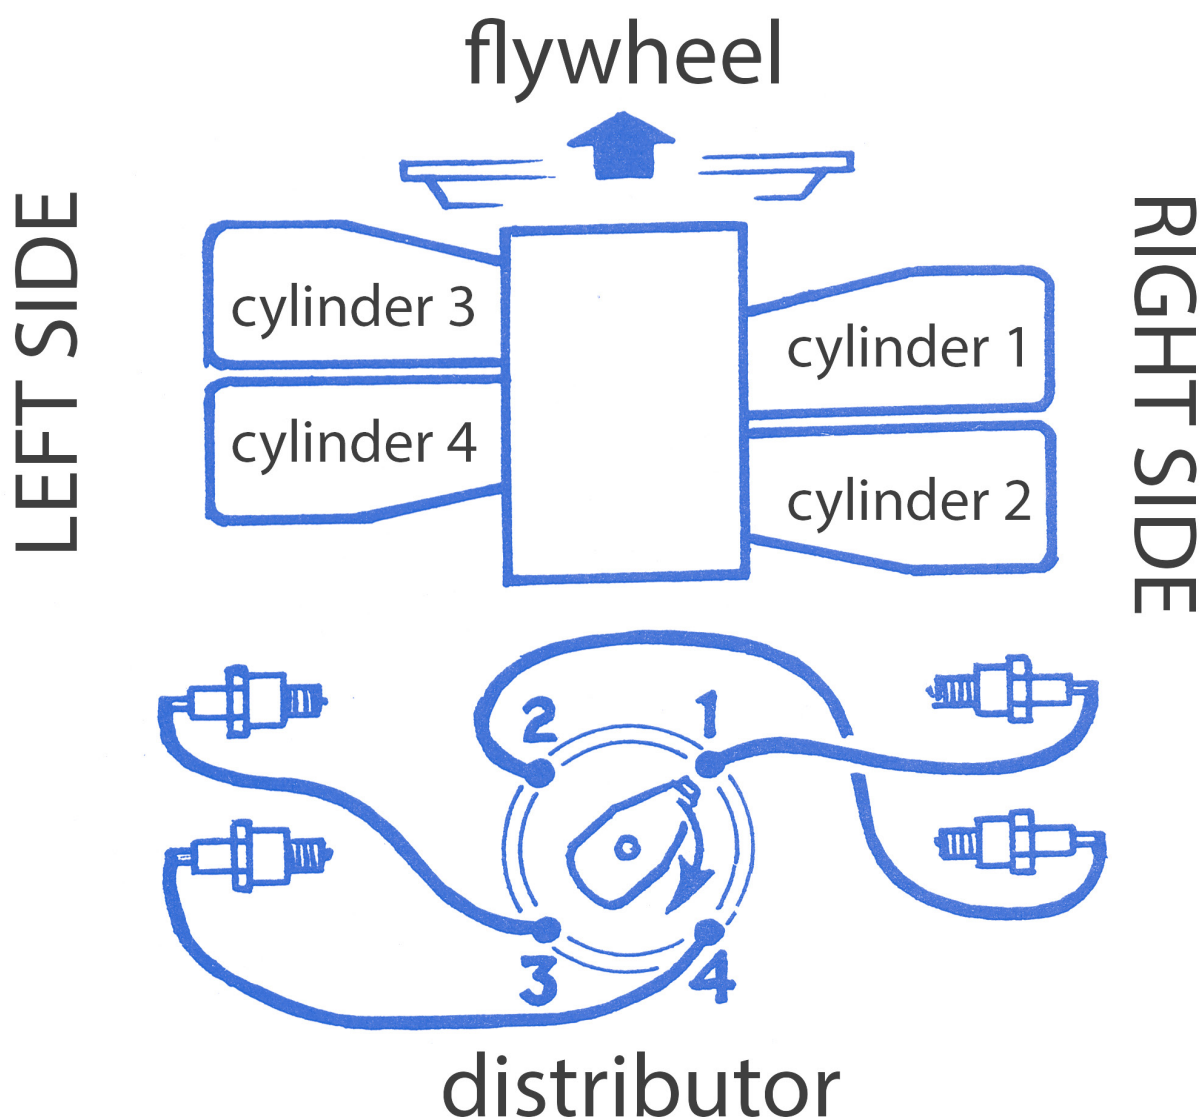 flywheel
LEFT SIDE
RIGHT SIDE
cylinder 3
cylinder 1
cylinder 4
cylinder 2
2
1
3
4
distributor